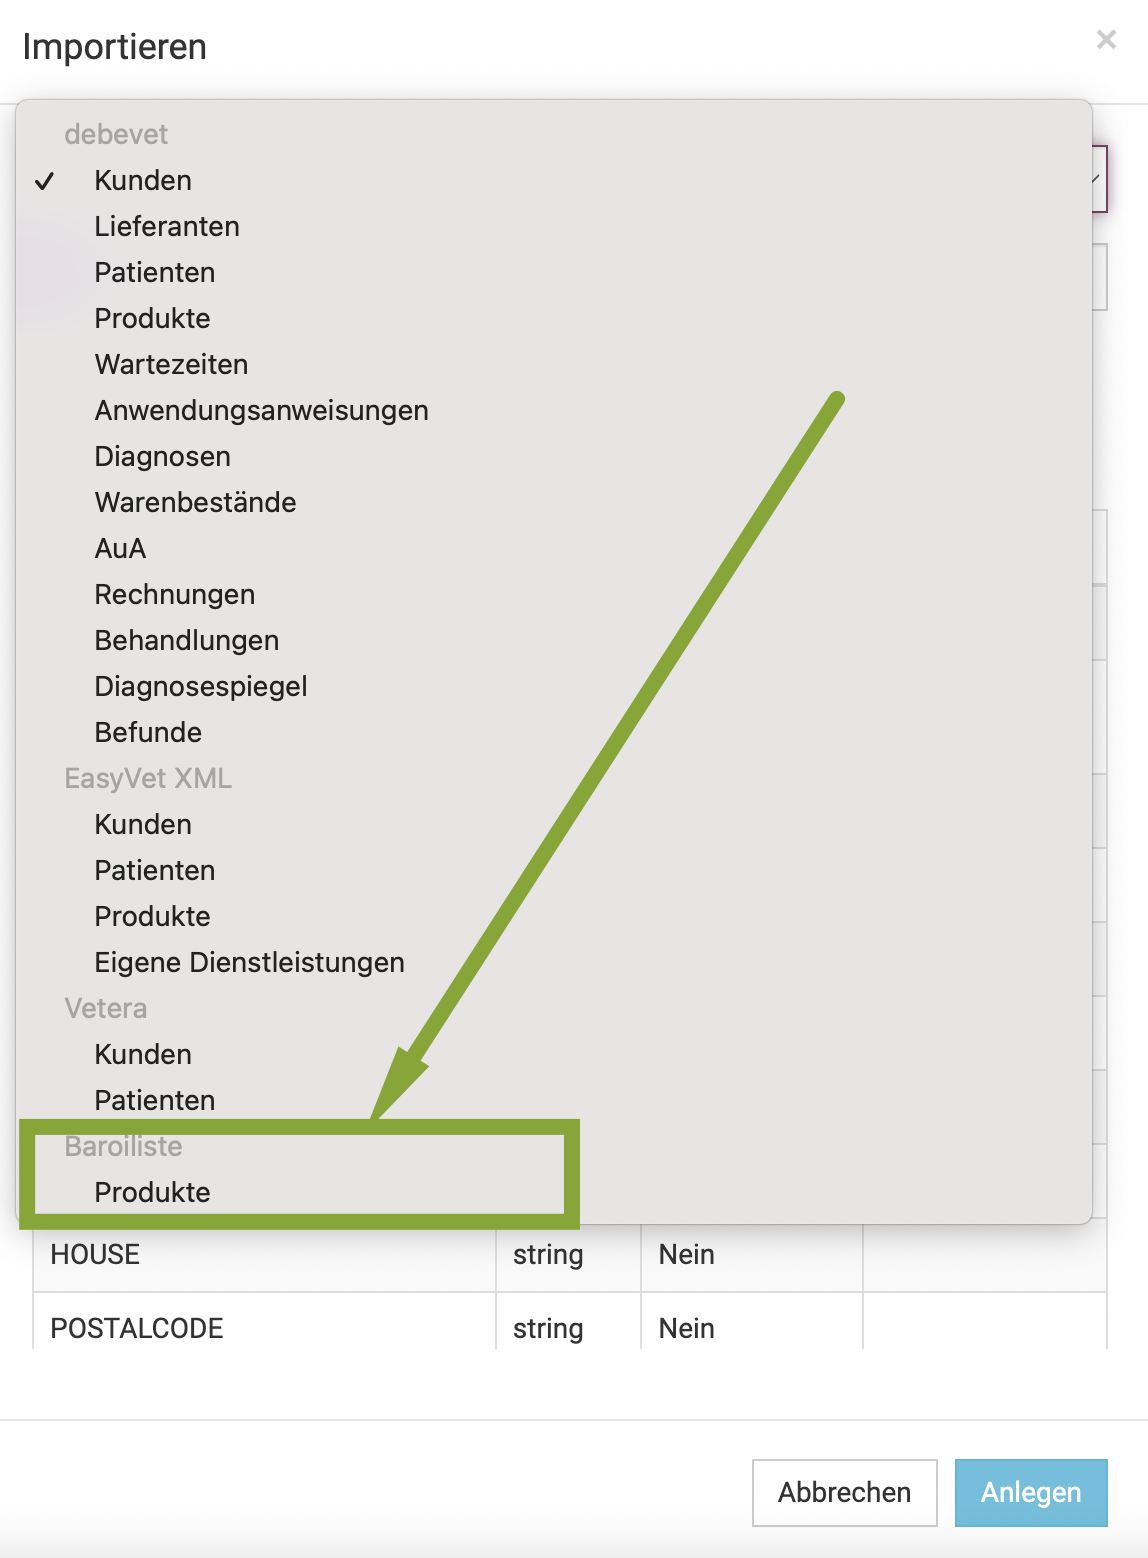 Importieren
×
debevet
✓ Kunden
Lieferanten
Patienten
Produkte
Wartezeiten
Anwendungsanweisungen
Diagnosen
Warenbestände
AuA
Rechnungen
Behandlungen
Diagnosespiegel
Befunde
EasyVet XML
Kunden
Patienten
Produkte
Eigene Dienstleistungen
Vetera
Kunden
Patienten
Baroiliste
Produkte
HOUSE string Nein
POSTALCODE string Nein
Abbrechen Anlegen